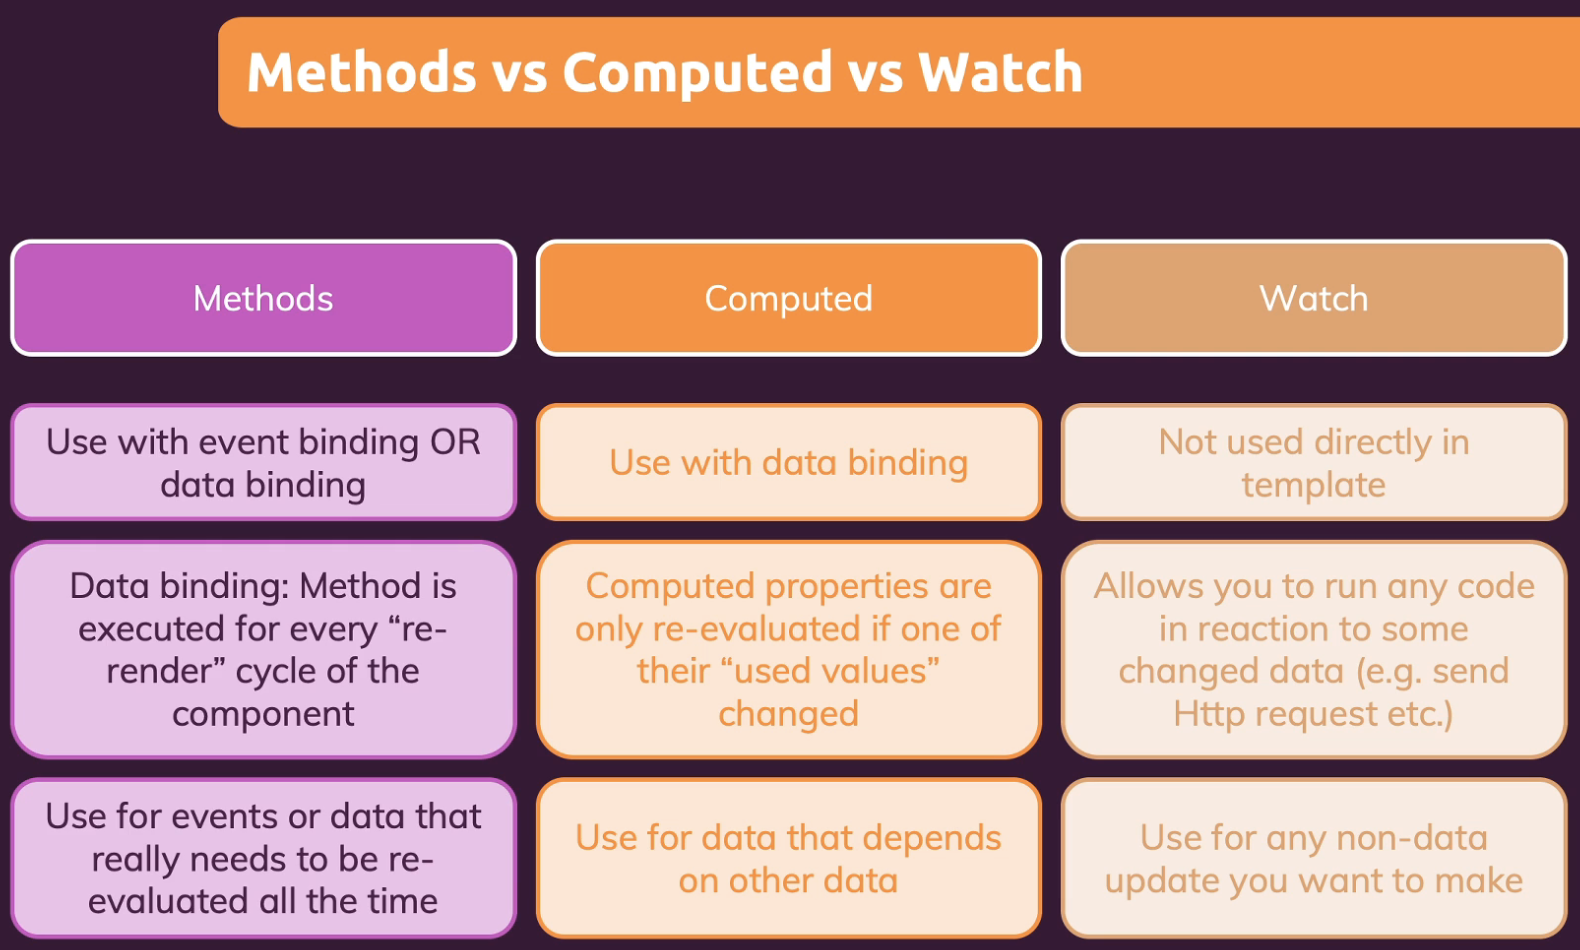 Methods vs Computed vs Watch
Methods
Computed
Watch
Use with event binding OR
data binding
Use with data binding
Not used directly in
template
Data binding: Method is
executed for every “re-
render” cycle of the
component
Computed properties are
only re-evaluated if one of
their “used values”
changed
Allows you to run any code
in reaction to some
changed data (e.g. send
Http request etc.)
Use for events or data that
really needs to be re-
evaluated all the time
Use for data that depends
on other data
Use for any non-data
update you want to make